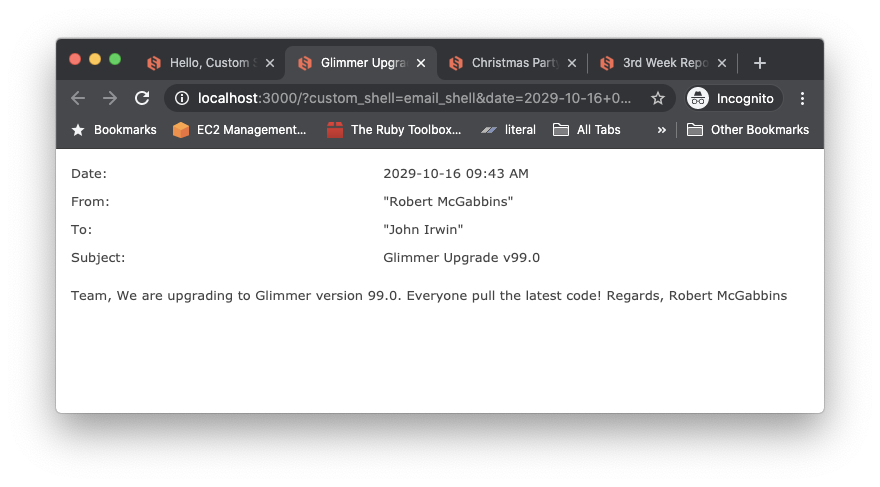 Hello, Custom S
Glimmer Upgra
Christmas Party
3rd Week Repo
localhost:3000/?custom_shell=email_shell&date=2029-10-16+0...
Incognito
Bookmarks
EC2 Management...
The Ruby Toolbox...
literal
All Tabs
»
Other Bookmarks
Date: 2029-10-16 09:43 AM
From: "Robert McGabbins"
To: "John Irwin"
Subject: Glimmer Upgrade v99.0
Team, We are upgrading to Glimmer version 99.0. Everyone pull the latest code! Regards, Robert McGabbins